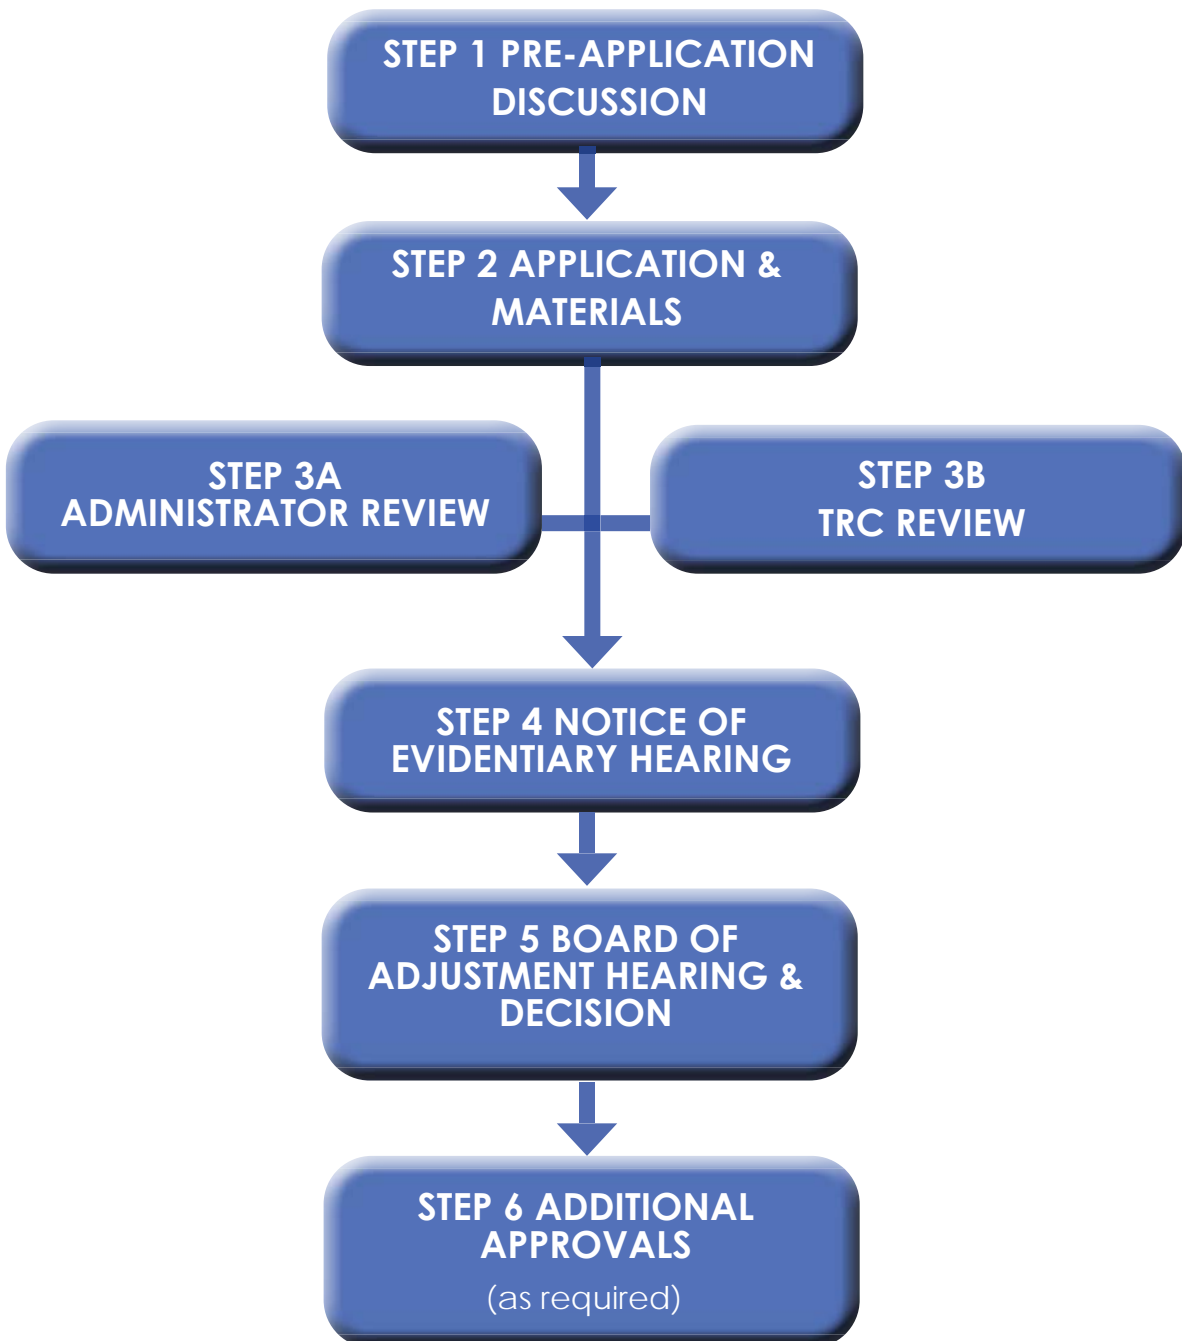 STEP 1 PRE-APPLICATION
DISCUSSION
STEP 2 APPLICATION &
MATERIALS
STEP 3A
ADMINISTRATOR REVIEW
STEP 3B
TRC REVIEW
STEP 4 NOTICE OF
EVIDENTIARY HEARING
STEP 5 BOARD OF
ADJUSTMENT HEARING &
DECISION
STEP 6 ADDITIONAL
APPROVALS
(as required)